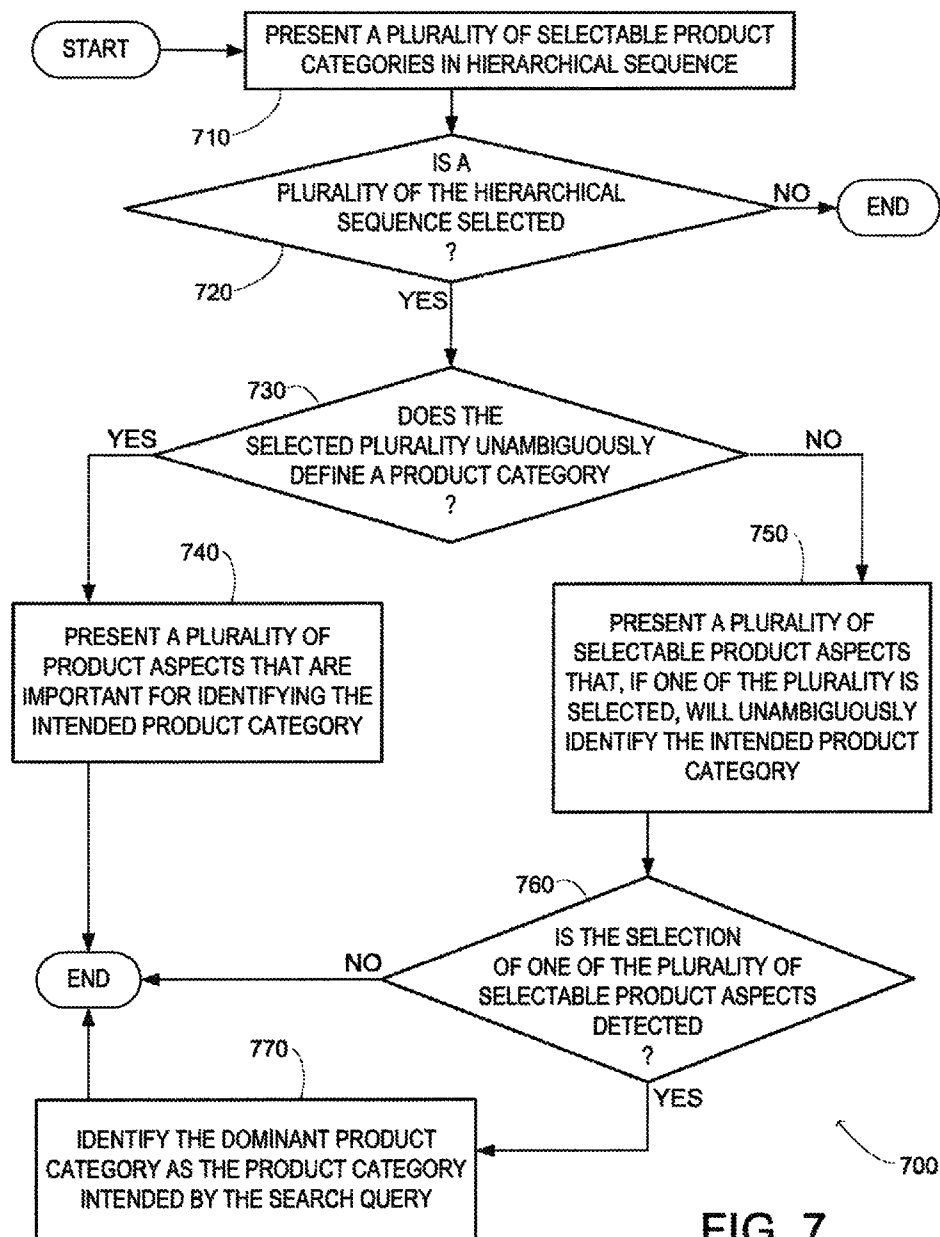 START
PRESENT A PLURALITY OF SELECTABLE PRODUCT
CATEGORIES IN HIERARCHICAL SEQUENCE
710
IS A
PLURALITY OF THE HIERARCHICAL
SEQUENCE SELECTED
?
NO
END
720
YES
730
DOES THE
SELECTED PLURALITY UNAMBIGUOUSLY
DEFINE A PRODUCT CATEGORY
?
YES
NO
740
750
PRESENT A PLURALITY OF
PRODUCT ASPECTS THAT ARE
IMPORTANT FOR IDENTIFYING THE
INTENDED PRODUCT CATEGORY
PRESENT A PLURALITY OF
SELECTABLE PRODUCT ASPECTS
THAT, IF ONE OF THE PLURALITY IS
SELECTED, WILL UNAMBIGUOUSLY
IDENTIFY THE INTENDED PRODUCT
CATEGORY
760
IS THE SELECTION
OF ONE OF THE PLURALITY OF
SELECTABLE PRODUCT ASPECTS
DETECTED
?
NO
END
YES
770
IDENTIFY THE DOMINANT PRODUCT
CATEGORY AS THE PRODUCT CATEGORY
INTENDED BY THE SEARCH QUERY
700
FIG. 7